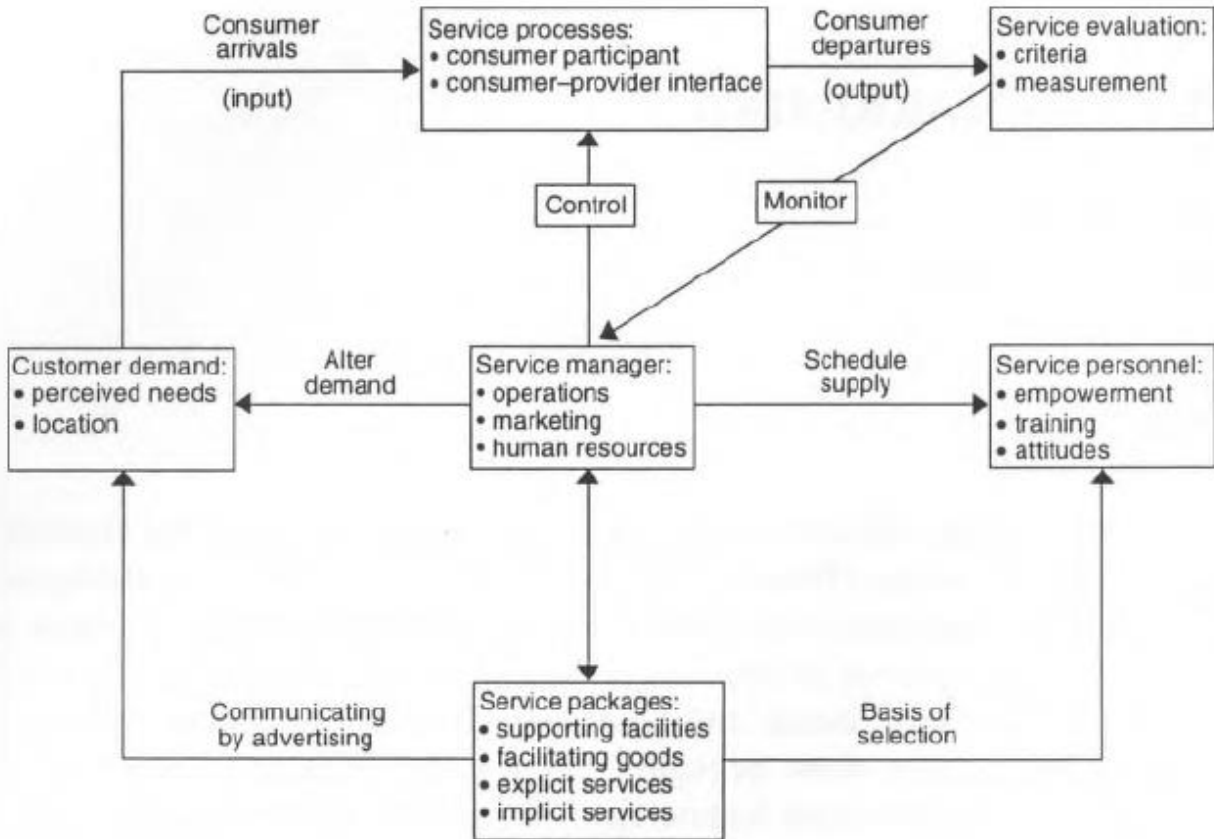 Consumer
arrivals
(input)
Service processes:
• consumer participant
• consumer–provider interface
Consumer
departures
(output)
Service evaluation:
• criteria
• measurement
Control
Monitor
Customer demand:
• perceived needs
• location
Alter
demand
Service manager:
• operations
• marketing
• human resources
Schedule
supply
Service personnel:
• empowerment
• training
• attitudes
Communicating
by advertising
Service packages:
• supporting facilities
• facilitating goods
• explicit services
• implicit services
Basis of
selection